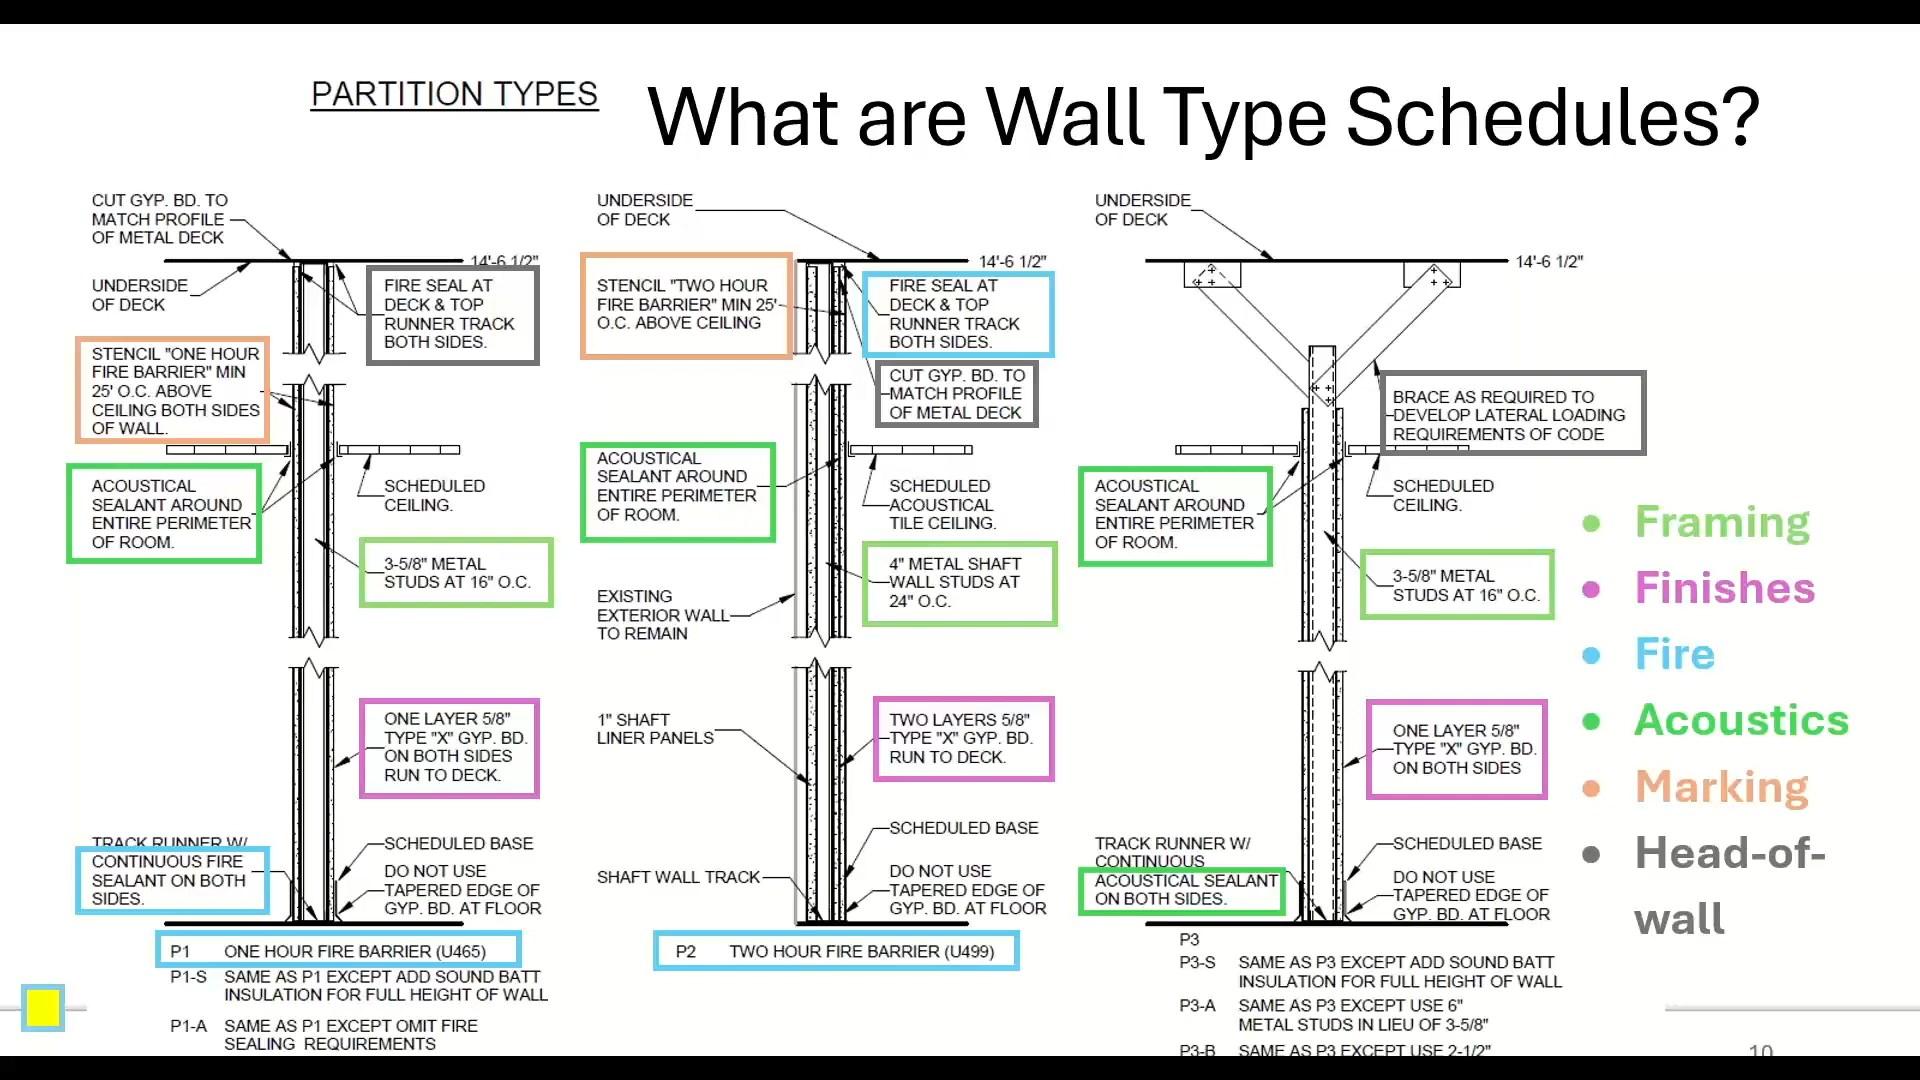 PARTITION TYPES
What are Wall Type Schedules?
CUT GYP. BD. TO
MATCH PROFILE
OF METAL DECK
UNDERSIDE
OF DECK
14'-6 1/2"
FIRE SEAL AT
DECK & TOP
RUNNER TRACK
BOTH SIDES.
STENCIL "ONE HOUR
FIRE BARRIER" MIN
25' O.C. ABOVE
CEILING BOTH SIDES
OF WALL.
ACOUSTICAL
SEALANT AROUND
ENTIRE PERIMETER
OF ROOM.
SCHEDULED
CEILING.
3-5/8" METAL
STUDS AT 16" O.C.
ONE LAYER 5/8"
TYPE "X" GYP. BD.
ON BOTH SIDES
RUN TO DECK.
TRACK RUNNER W/
CONTINUOUS FIRE
SEALANT ON BOTH
SIDES.
SCHEDULED BASE
DO NOT USE
TAPERED EDGE OF
GYP. BD. AT FLOOR
P1 ONE HOUR FIRE BARRIER (U465)
P1-S SAME AS P1 EXCEPT ADD SOUND BATT
INSULATION FOR FULL HEIGHT OF WALL
P1-A SAME AS P1 EXCEPT OMIT FIRE
SEALING REQUIREMENTS
UNDERSIDE
OF DECK
14'-6 1/2"
STENCIL "TWO HOUR
FIRE BARRIER" MIN 25'
O.C. ABOVE CEILING
FIRE SEAL AT
DECK & TOP
RUNNER TRACK
BOTH SIDES.
CUT GYP. BD. TO
MATCH PROFILE
OF METAL DECK
ACOUSTICAL
SEALANT AROUND
ENTIRE PERIMETER
OF ROOM.
SCHEDULED
ACOUSTICAL
TILE CEILING.
4" METAL SHAFT
WALL STUDS AT
24" O.C.
EXISTING
EXTERIOR WALL
TO REMAIN
1" SHAFT
LINER PANELS
TWO LAYERS 5/8"
TYPE "X" GYP. BD.
RUN TO DECK.
SCHEDULED BASE
SHAFT WALL TRACK
DO NOT USE
TAPERED EDGE OF
GYP. BD. AT FLOOR
P2 TWO HOUR FIRE BARRIER (U499)
UNDERSIDE
OF DECK
14'-6 1/2"
BRACE AS REQUIRED TO
DEVELOP LATERAL LOADING
REQUIREMENTS OF CODE
ACOUSTICAL
SEALANT AROUND
ENTIRE PERIMETER
OF ROOM.
SCHEDULED
CEILING.
3-5/8" METAL
STUDS AT 16" O.C.
ONE LAYER 5/8"
TYPE "X" GYP. BD.
ON BOTH SIDES
TRACK RUNNER W/
CONTINUOUS
ACOUSTICAL SEALANT
ON BOTH SIDES.
SCHEDULED BASE
DO NOT USE
TAPERED EDGE OF
GYP. BD. AT FLOOR
P3
P3-S SAME AS P3 EXCEPT ADD SOUND BATT
INSULATION FOR FULL HEIGHT OF WALL
P3-A SAME AS P3 EXCEPT USE 6"
METAL STUDS IN LIEU OF 3-5/8"
P3-B SAME AS P3 EXCEPT USE 2-1/2"
• Framing
• Finishes
• Fire
• Acoustics
• Marking
• Head-of-
wall
10